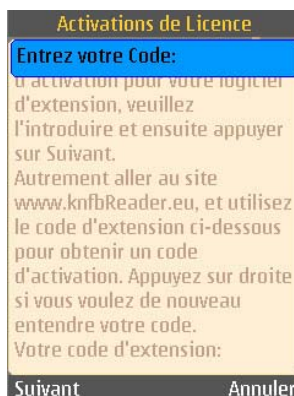 Activations de Licence
Entrez votre Code:
d'activation pour votre logiciel
d'extension, veuillez
l'introduire et ensuite appuyer
sur Suivant.
Autrement aller au site
www.knfbReader.eu, et utilisez
le code d'extension ci-dessous
pour obtenir un code
d'activation. Appuyez sur droite
si vous voulez de nouveau
entendre votre code.
Votre code d'extension:
Suivant Annuler